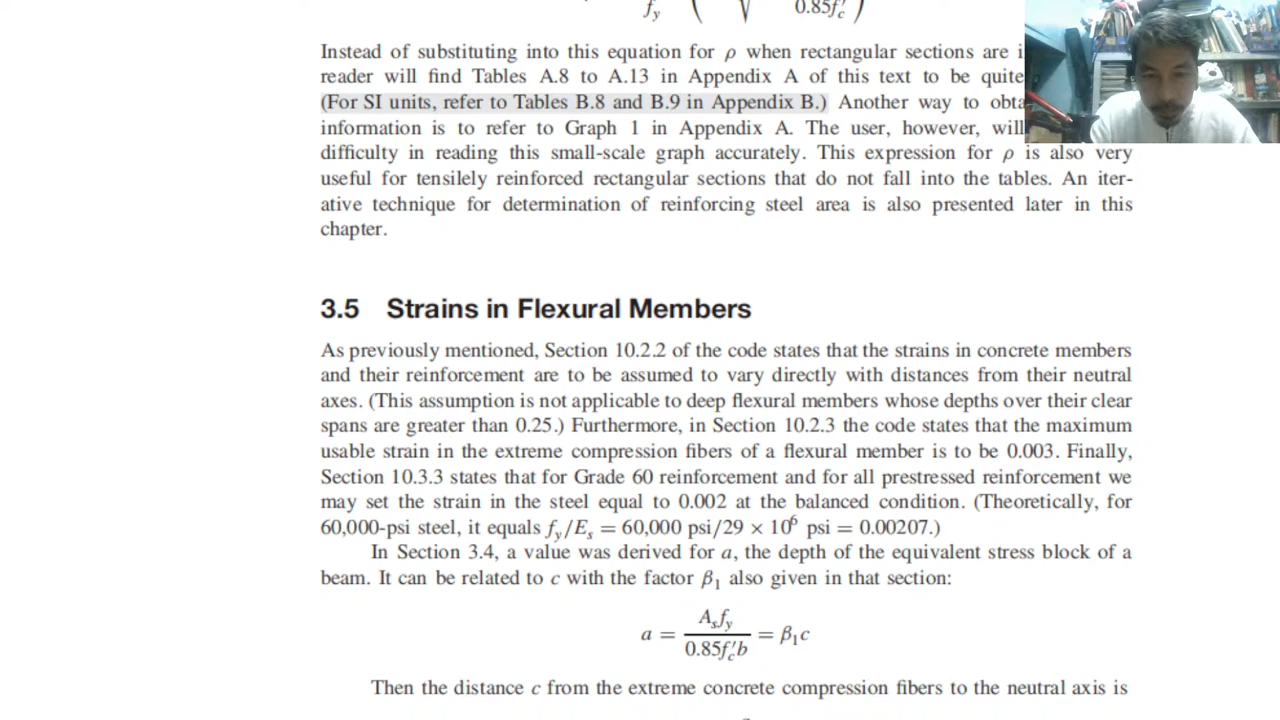 f_y ( √ 0.85f'_c )
Instead of substituting into this equation for ρ when rectangular sections are
reader will find Tables A.8 to A.13 in Appendix A of this text to be quite
(For SI units, refer to Tables B.8 and B.9 in Appendix B.) Another way to
information is to refer to Graph 1 in Appendix A. The user, however, will
difficulty in reading this small-scale graph accurately. This expression for ρ is also very
useful for tensilely reinforced rectangular sections that do not fall into the tables. An iter-
ative technique for determination of reinforcing steel area is also presented later in this
chapter.
3.5 Strains in Flexural Members
As previously mentioned, Section 10.2.2 of the code states that the strains in concrete members
and their reinforcement are to be assumed to vary directly with distances from their neutral
axes. (This assumption is not applicable to deep flexural members whose depths over their clear
spans are greater than 0.25.) Furthermore, in Section 10.2.3 the code states that the maximum
usable strain in the extreme compression fibers of a flexural member is to be 0.003. Finally,
Section 10.3.3 states that for Grade 60 reinforcement and for all prestressed reinforcement we
may set the strain in the steel equal to 0.002 at the balanced condition. (Theoretically, for
60,000-psi steel, it equals f_y/E_s = 60,000 psi/29 × 10⁶ psi = 0.00207.)
In Section 3.4, a value was derived for a, the depth of the equivalent stress block of a
beam. It can be related to c with the factor β₁ also given in that section:
a = A_s f_y / 0.85f'_c b = β₁c
Then the distance c from the extreme concrete compression fibers to the neutral axis is